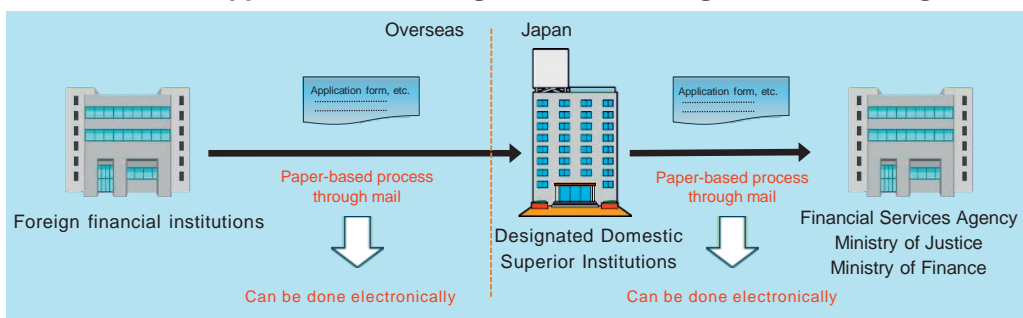 Overseas
Japan
Application form, etc.
Application form, etc.
Paper-based process
through mail
Paper-based process
through mail
Foreign financial institutions
Designated Domestic
Superior Institutions
Financial Services Agency
Ministry of Justice
Ministry of Finance
Can be done electronically
Can be done electronically